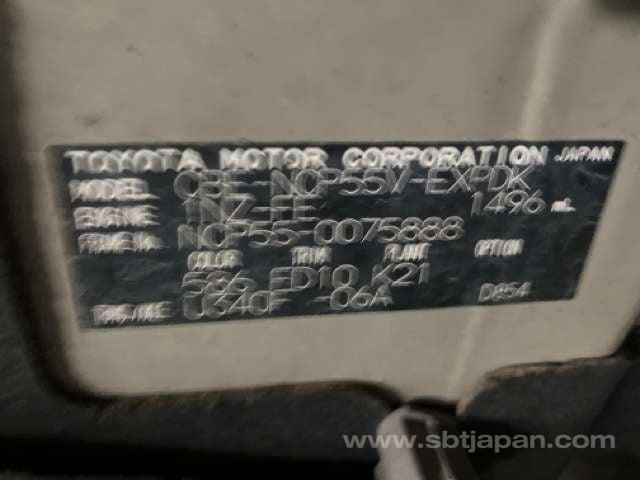 TOYOTA MOTOR CORPORATION JAPAN
MODEL CBE-NCP55V-EXPDK
ENGINE 1NZ-FE 1496 mL
FRAME No. NCP55-0075888
COLOR TRIM PLANT OPTION
586 FD10 K21
TRANS/AXLE U340F -06A D854
www.sbtjapan.com